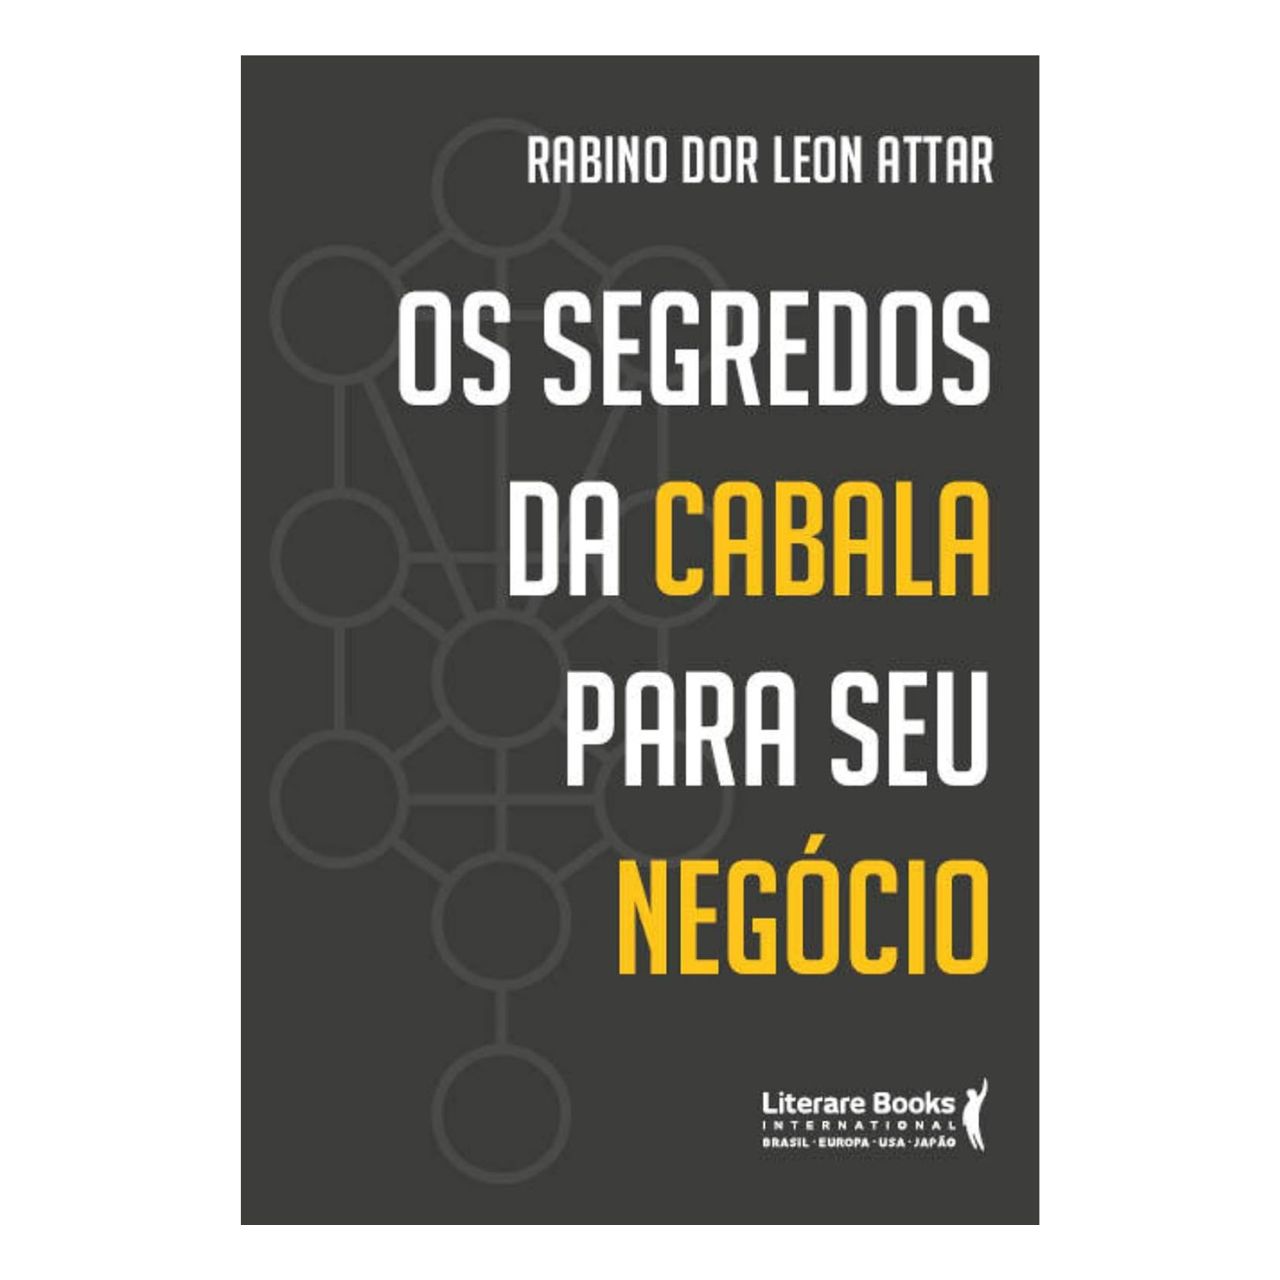 RABINO DOR LEON ATTAR
OS SEGREDOS
DA CABALA
PARA SEU
NEGÓCIO
Literare Books
INTERNATIONAL
BRASIL · EUROPA · USA · JAPÃO